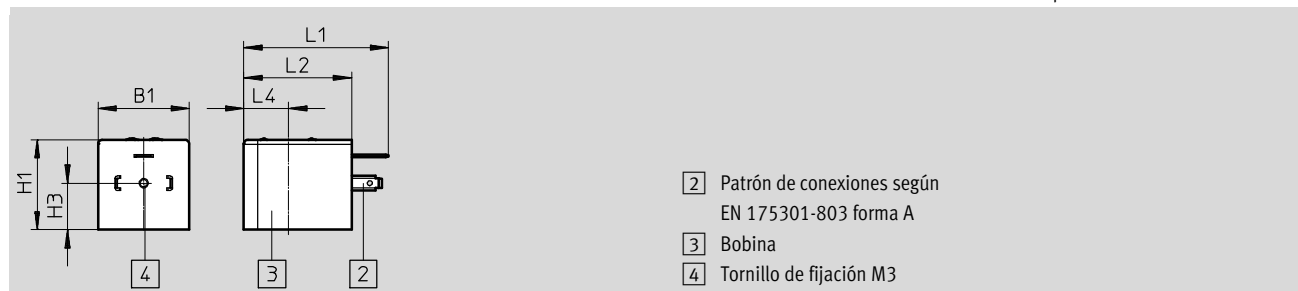 L1
L2
B1
L4
H1
H3
4
3
2
2 Patrón de conexiones según
EN 175301-803 forma A
3 Bobina
4 Tornillo de fijación M3